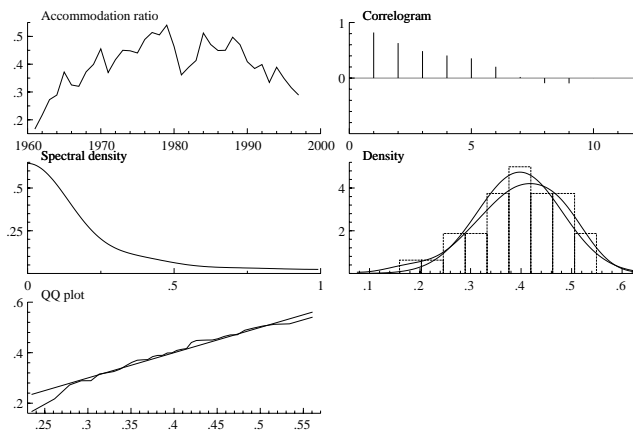 Accommodation ratio
.5
.4
.3
.2
1960 1970 1980 1990 2000
Correlogram
1
0
0 5 10
Spectral density
.5
.25
0 .5 1
Density
4
2
.1 .2 .3 .4 .5 .6
QQ plot
.6
.4
.2
.25 .3 .35 .4 .45 .5 .55